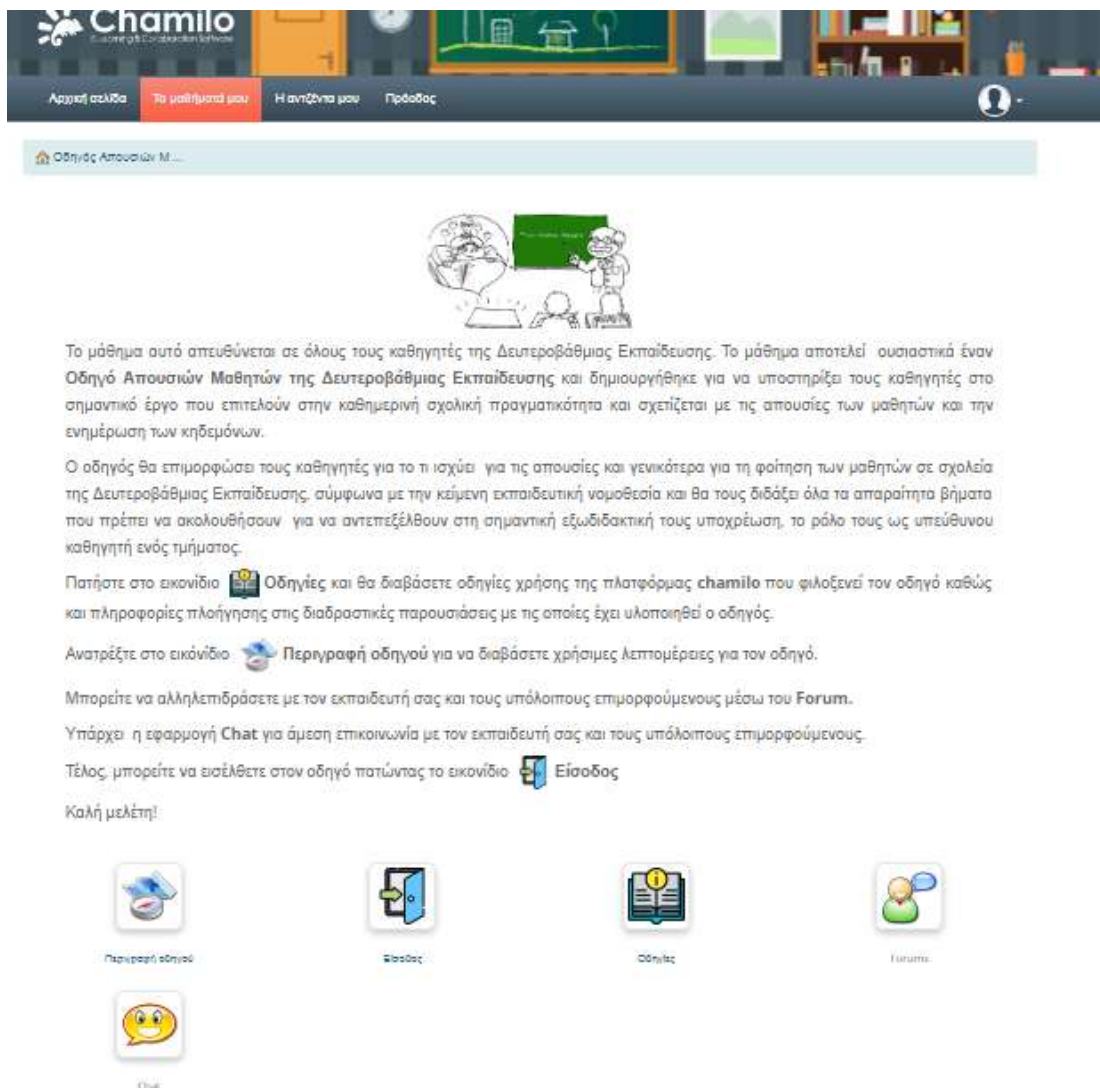 Chamilo
Αρχική σελίδα Τα μαθήματά μου Η αντζέντα μου Πρόοδος
Οδηγός Απουσιών Μ ...
Το μάθημα αυτό απευθύνεται σε όλους τους καθηγητές της Δευτεροβάθμιας Εκπαίδευσης. Το μάθημα αποτελεί ουσιαστικά έναν
Οδηγό Απουσιών Μαθητών της Δευτεροβάθμιας Εκπαίδευσης και δημιουργήθηκε για να υποστηρίξει τους καθηγητές στο
σημαντικό έργο που επιτελούν στην καθημερινή σχολική πραγματικότητα και σχετίζεται με τις απουσίες των μαθητών και την
ενημέρωση των κηδεμόνων.
Ο οδηγός θα επιμορφώσει τους καθηγητές για το τι ισχύει για τις απουσίες και γενικότερα για τη φοίτηση των μαθητών σε σχολεία
της Δευτεροβάθμιας Εκπαίδευσης, σύμφωνα με την κείμενη εκπαιδευτική νομοθεσία και θα τους διδάξει όλα τα απαραίτητα βήματα
που πρέπει να ακολουθήσουν για να αντεπεξέλθουν στη σημαντική εξωδιδακτική τους υποχρέωση, το ρόλο τους ως υπεύθυνου
καθηγητή ενός τμήματος.
Πατήστε στο εικονίδιο Οδηγίες και θα διαβάσετε οδηγίες χρήσης της πλατφόρμας chamilo που φιλοξενεί τον οδηγό καθώς
και πληροφορίες πλοήγησης στις διαδραστικές παρουσιάσεις με τις οποίες έχει υλοποιηθεί ο οδηγός.
Ανατρέξτε στο εικόνίδιο Περιγραφή οδηγού για να διαβάσετε χρήσιμες λεπτομέρειες για τον οδηγό.
Μπορείτε να αλληλεπιδράσετε με τον εκπαιδευτή σας και τους υπόλοιπους επιμορφούμενους μέσω του Forum.
Υπάρχει η εφαρμογή Chat για άμεση επικοινωνία με τον εκπαιδευτή σας και τους υπόλοιπους επιμορφούμενους.
Τέλος, μπορείτε να εισέλθετε στον οδηγό πατώντας το εικονίδιο Είσοδος
Καλή μελέτη!
Περιγραφή οδηγού Είσοδος Οδηγίες Forums
Chat